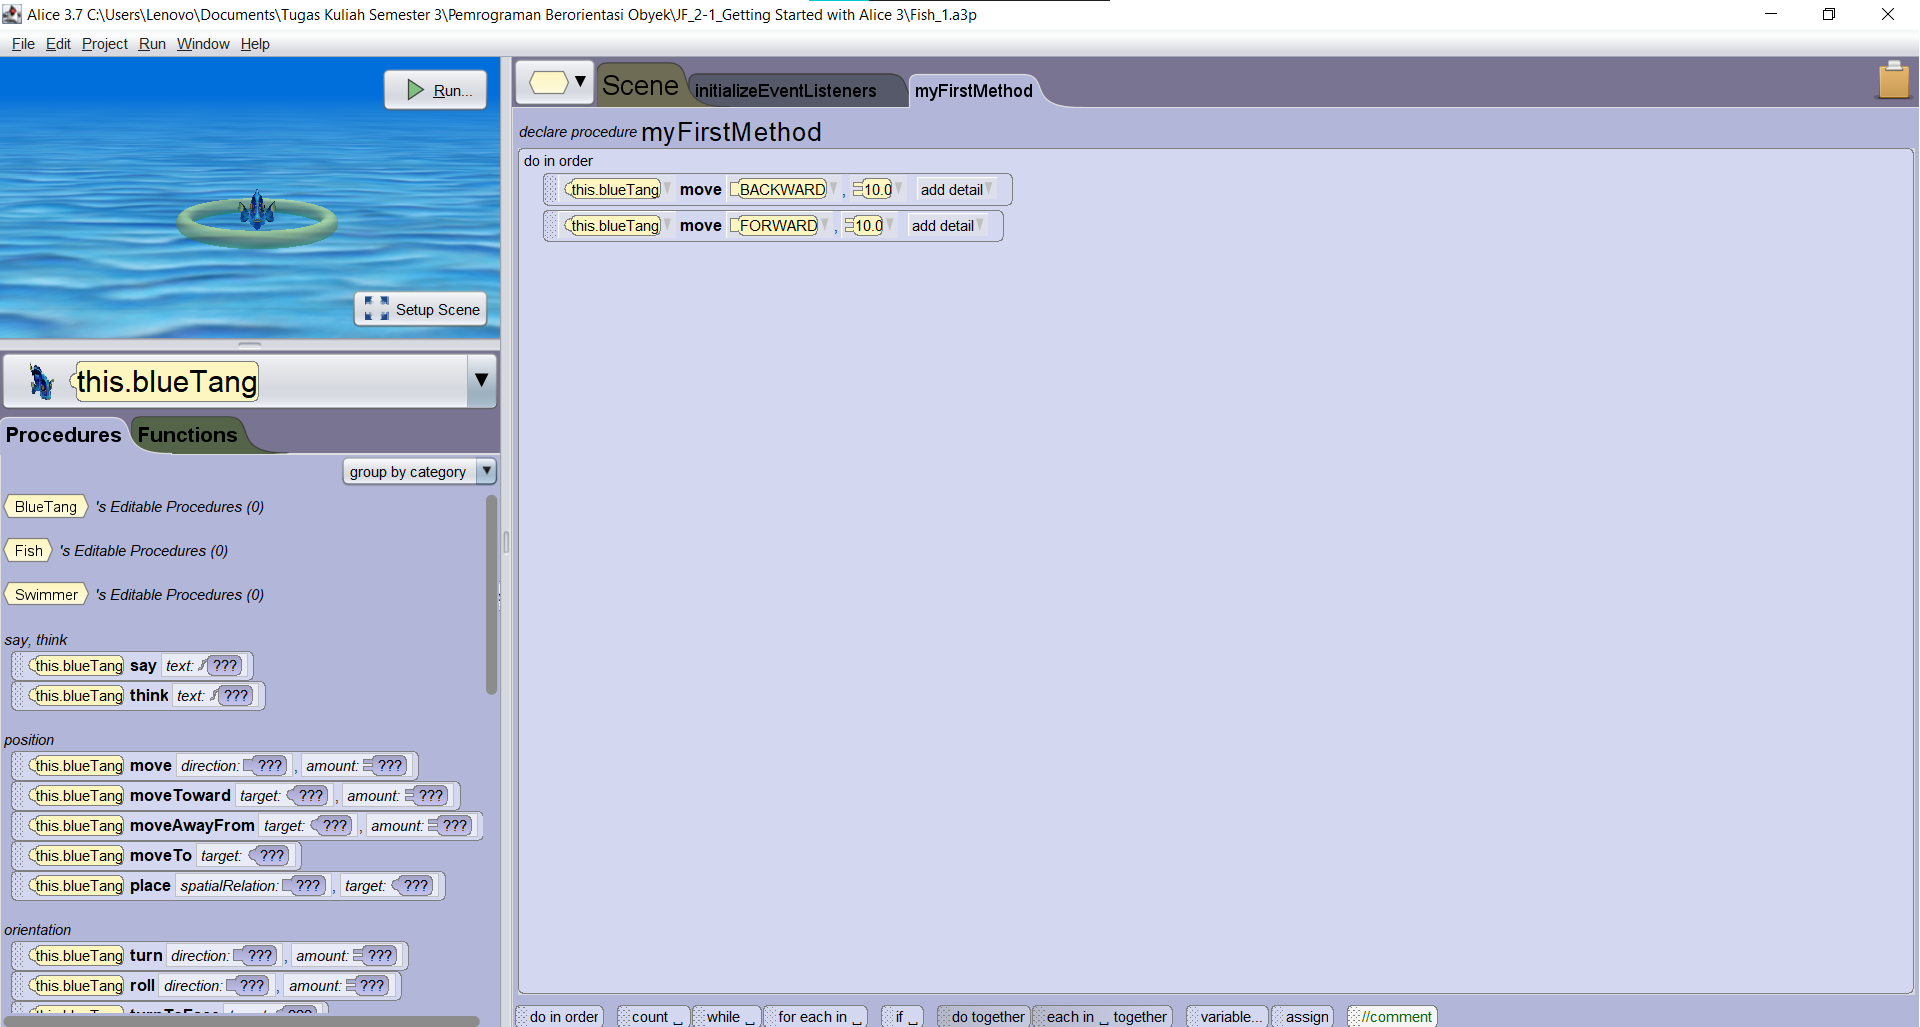 Alice 3.7 C:\Users\Lenovo\Documents\Tugas Kuliah Semester 3\Pemrograman Berorientasi Obyek\JF_2-1_Getting Started with Alice 3\Fish_1.a3p
File Edit Project Run Window Help
Run...
Setup Scene
this.blueTang
Procedures Functions
group by category
BlueTang 's Editable Procedures (0)
Fish 's Editable Procedures (0)
Swimmer 's Editable Procedures (0)
say, think
this.blueTang say text: ???
this.blueTang think text: ???
position
this.blueTang move direction: ??? , amount: ???
this.blueTang moveToward target: ??? , amount: ???
this.blueTang moveAwayFrom target: ??? , amount: ???
this.blueTang moveTo target: ???
this.blueTang place spatialRelation: ??? , target: ???
orientation
this.blueTang turn direction: ??? , amount: ???
this.blueTang roll direction: ??? , amount: ???
Scene initializeEventListeners myFirstMethod
declare procedure myFirstMethod
do in order
this.blueTang move BACKWARD , 10.0 add detail
this.blueTang move FORWARD , 10.0 add detail
do in order count _ while _ for each in _ if _ do together each in _ together variable... assign //comment